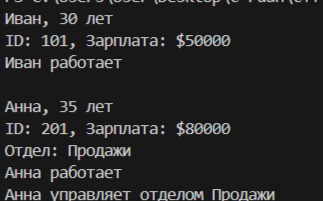 Иван, 30 лет
ID: 101, Зарплата: $50000
Иван работает
Анна, 35 лет
ID: 201, Зарплата: $80000
Отдел: Продажи
Анна работает
Анна управляет отделом Продажи